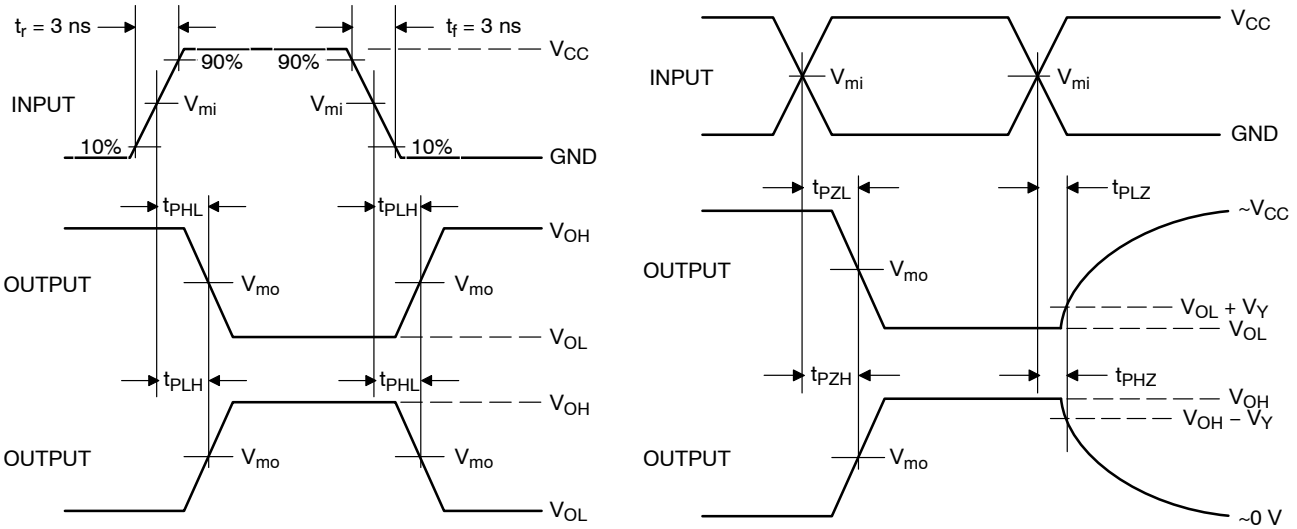 t_r = 3 ns
t_f = 3 ns
V_CC
90%
90%
INPUT
V_mi
V_mi
10%
10%
GND
t_PHL
t_PLH
V_OH
OUTPUT
V_mo
V_mo
V_OL
t_PLH
t_PHL
V_OH
OUTPUT
V_mo
V_mo
V_OL
V_CC
INPUT
V_mi
V_mi
GND
t_PZL
t_PLZ
~V_CC
OUTPUT
V_mo
V_OL + V_Y
V_OL
t_PZH
t_PHZ
V_OH
V_OH – V_Y
OUTPUT
V_mo
~0 V